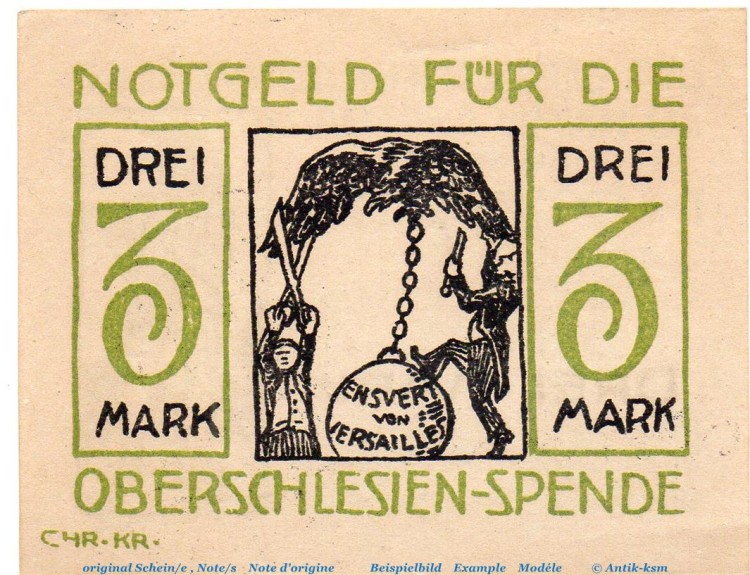 NOTGELD FÜR DIE
DREI
3
MARK
ENSVERT
VON
VERSAILLES
DREI
3
MARK
OBERSCHLESIEN-SPENDE
CHR. KR.
original Schein/e , Note/s Note d'origine Beispielbild Example Modéle © Antik-ksm